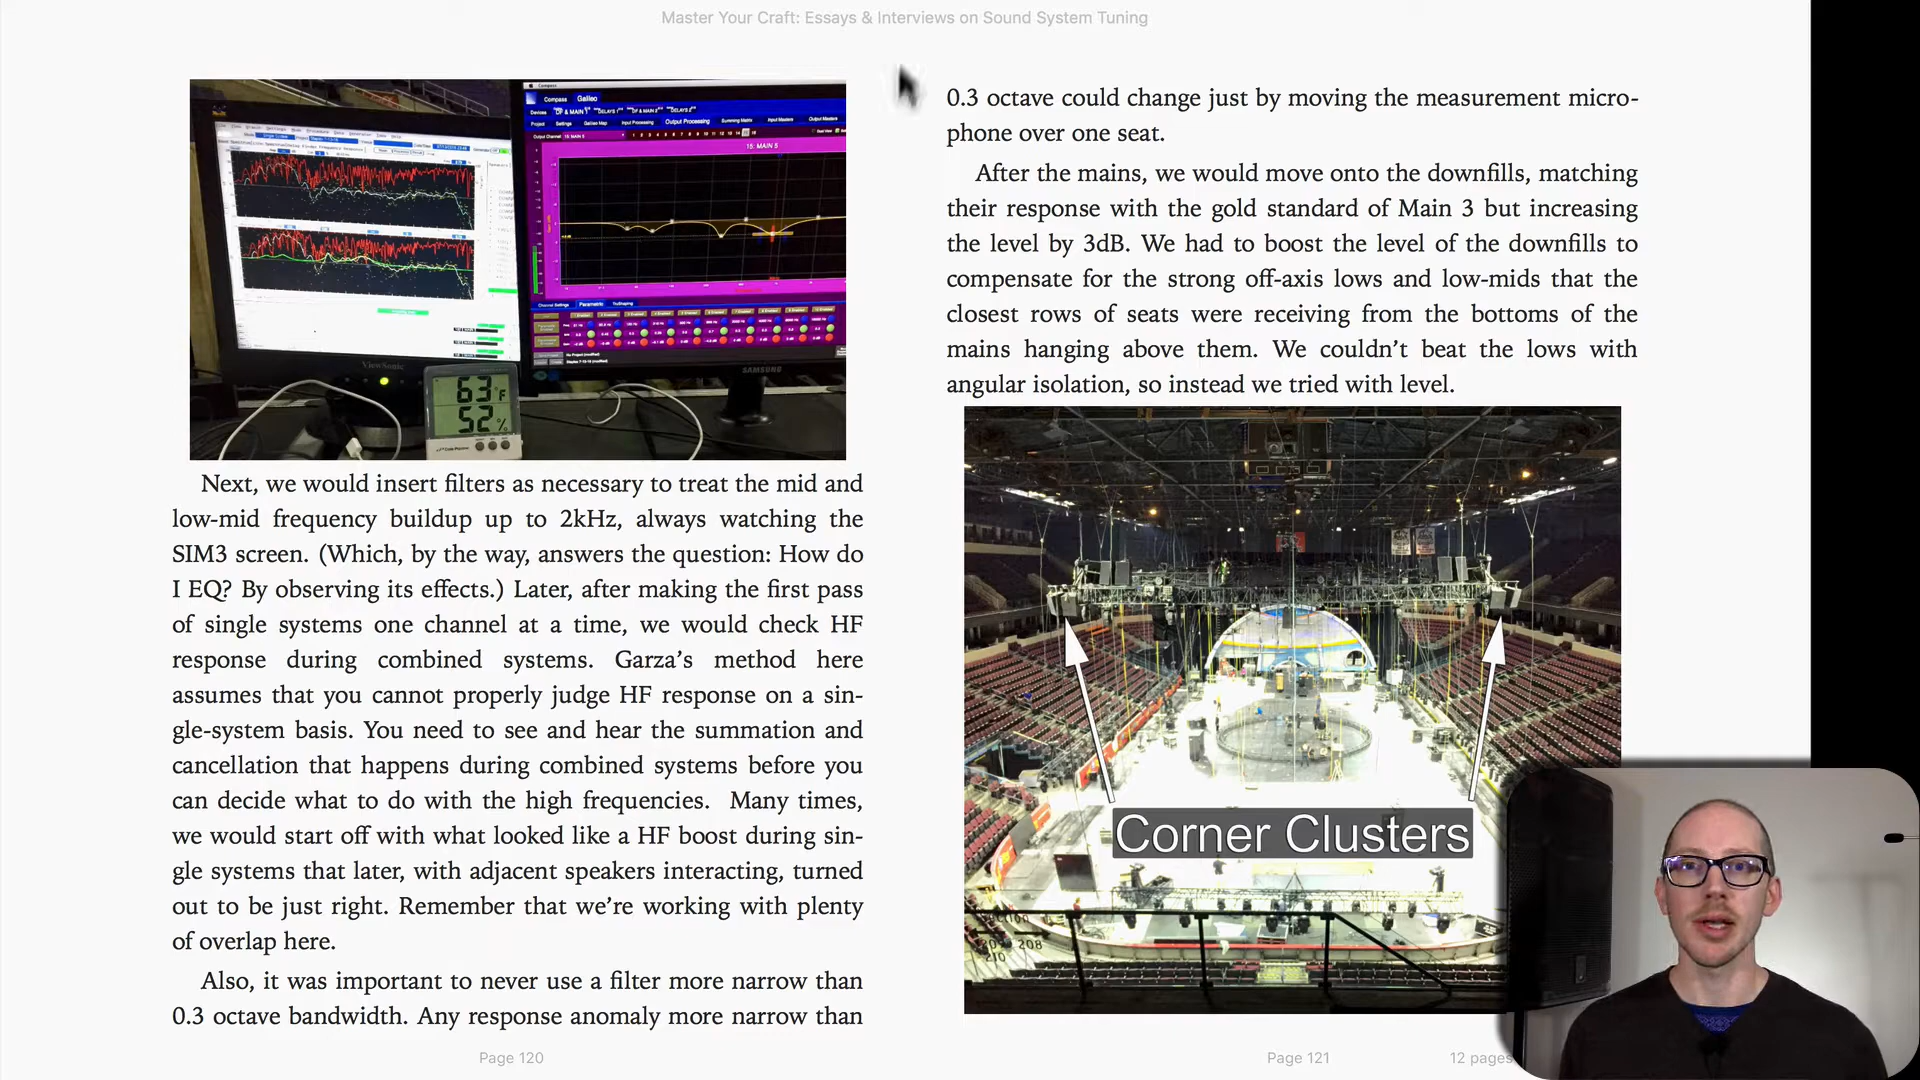 Master Your Craft: Essays & Interviews on Sound System Tuning
Compass
Compass Galileo
Output Processing
15: MAIN 5
ViewSonic
SAMSUNG
63 °F
52 %
Next, we would insert filters as necessary to treat the mid and
low-mid frequency buildup up to 2kHz, always watching the
SIM3 screen. (Which, by the way, answers the question: How do
I EQ? By observing its effects.) Later, after making the first pass
of single systems one channel at a time, we would check HF
response during combined systems. Garza’s method here
assumes that you cannot properly judge HF response on a sin-
gle-system basis. You need to see and hear the summation and
cancellation that happens during combined systems before you
can decide what to do with the high frequencies. Many times,
we would start off with what looked like a HF boost during sin-
gle systems that later, with adjacent speakers interacting, turned
out to be just right. Remember that we’re working with plenty
of overlap here.
Also, it was important to never use a filter more narrow than
0.3 octave bandwidth. Any response anomaly more narrow than
Page 120
0.3 octave could change just by moving the measurement micro-
phone over one seat.
After the mains, we would move onto the downfills, matching
their response with the gold standard of Main 3 but increasing
the level by 3dB. We had to boost the level of the downfills to
compensate for the strong off-axis lows and low-mids that the
closest rows of seats were receiving from the bottoms of the
mains hanging above them. We couldn’t beat the lows with
angular isolation, so instead we tried with level.
Corner Clusters
208
210
Page 121
12 pages